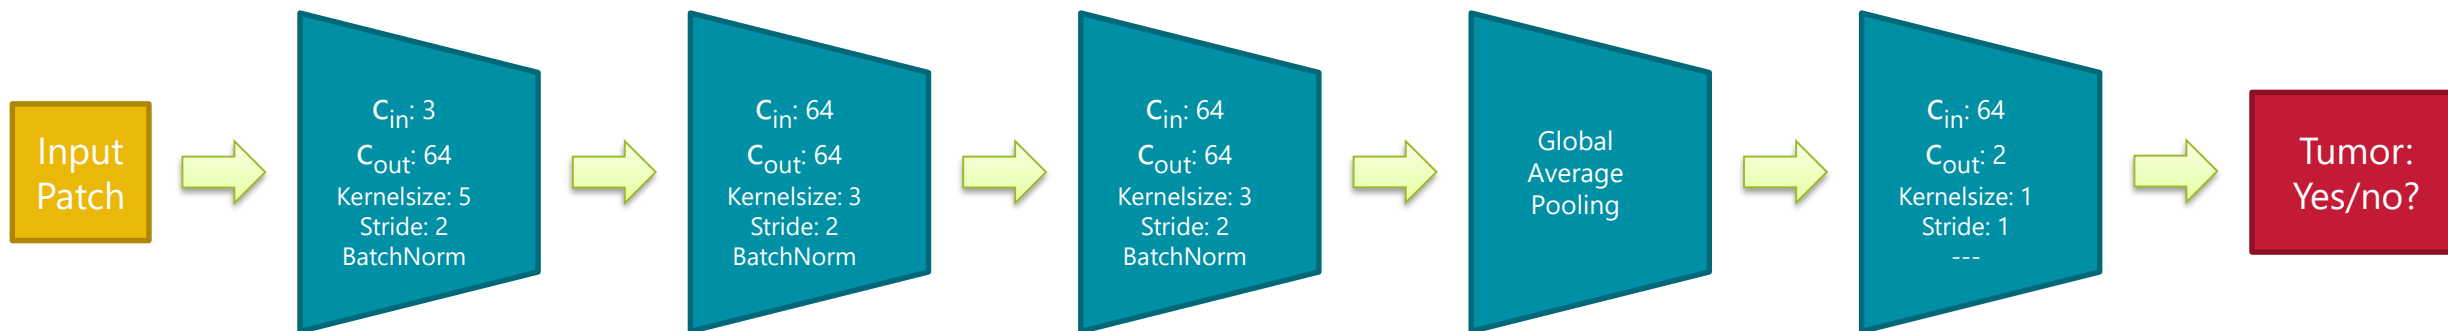 Input
Patch
Cin: 3
Cout: 64
Kernelsize: 5
Stride: 2
BatchNorm
Cin: 64
Cout: 64
Kernelsize: 3
Stride: 2
BatchNorm
Cin: 64
Cout: 64
Kernelsize: 3
Stride: 2
BatchNorm
Global
Average
Pooling
Cin: 64
Cout: 2
Kernelsize: 1
Stride: 1
---
Tumor:
Yes/no?